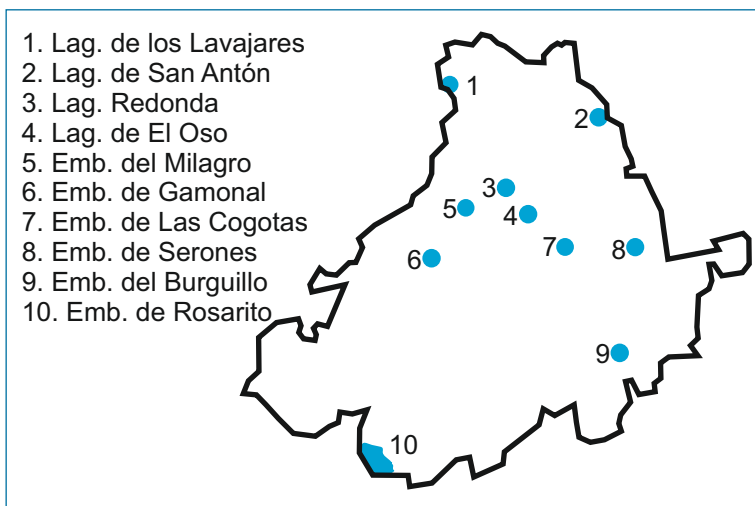 1. Lag. de los Lavajares
2. Lag. de San Antón
3. Lag. Redonda
4. Lag. de El Oso
5. Emb. del Milagro
6. Emb. de Gamonal
7. Emb. de Las Cogotas
8. Emb. de Serones
9. Emb. del Burguillo
10. Emb. de Rosarito
1
2
3
5
4
7
8
6
9
10